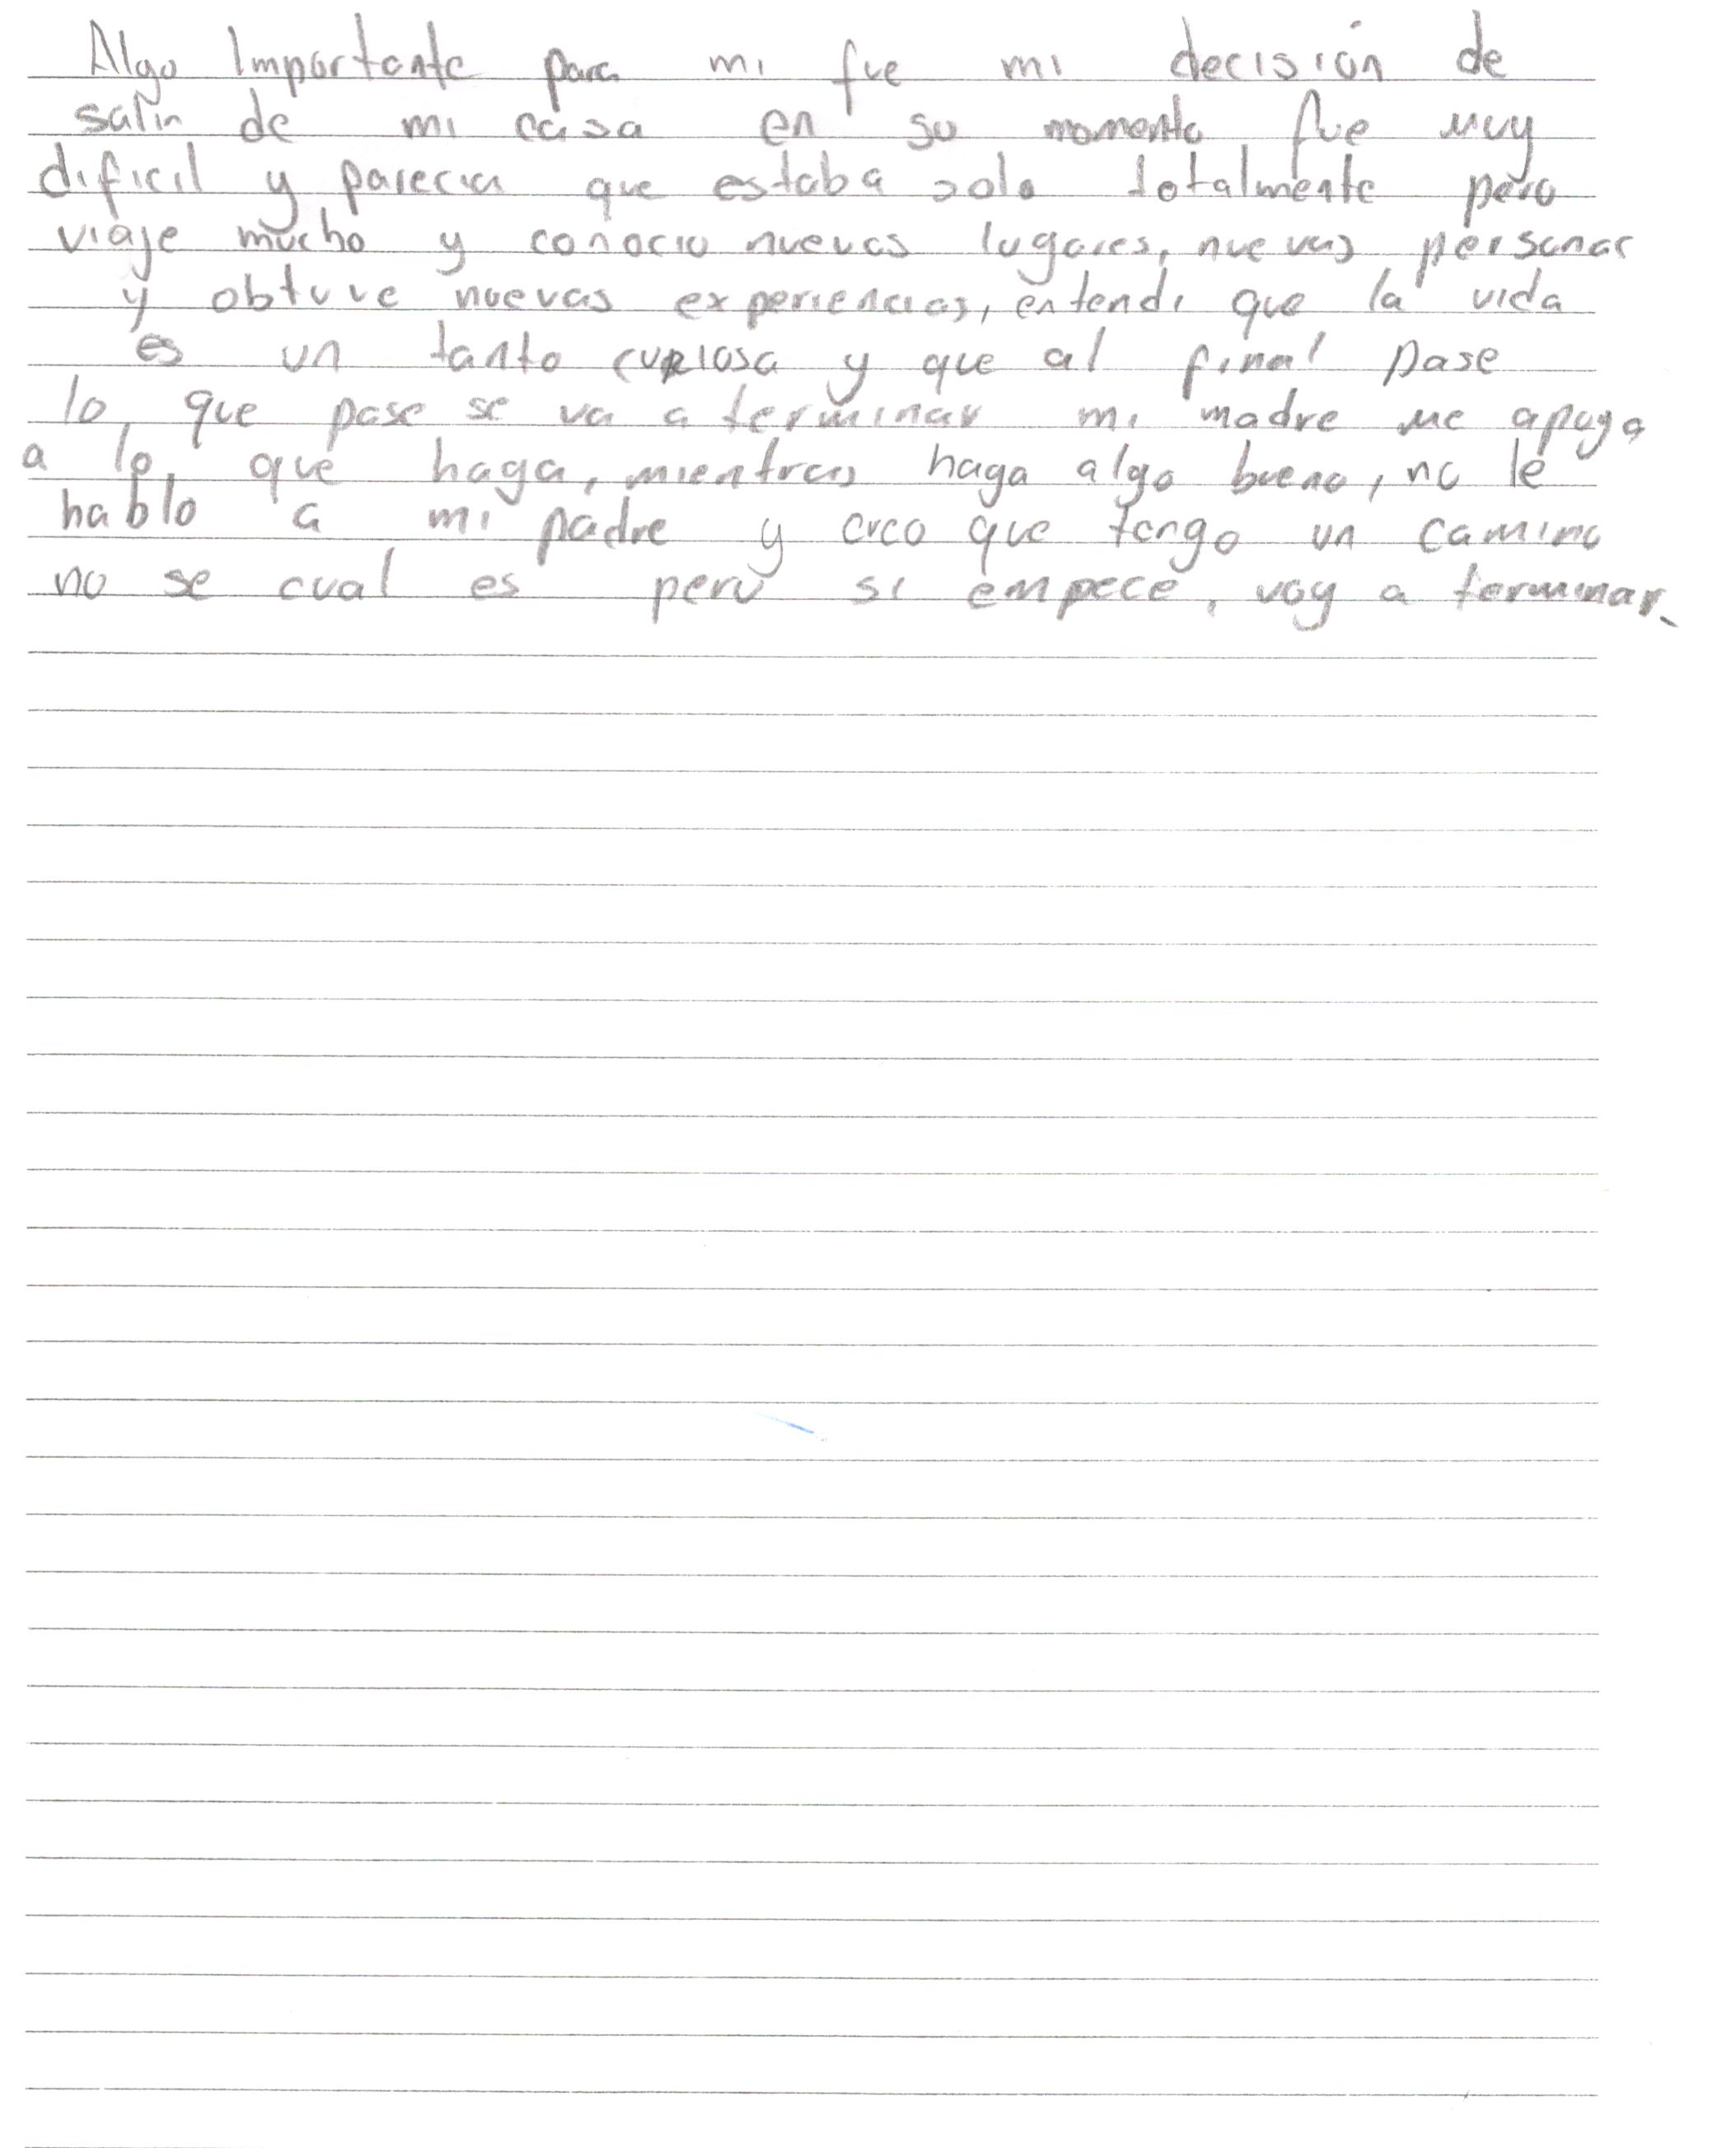 Algo Importante para mi fue mi decisión de
salir de mi casa en su momento fue muy
dificil y parecia que estaba solo totalmente pero
viaje mucho y conocio nuevos lugares, nuevas personas
y obtuve nuevas experiencias, entendi que la vida
es un tanto curiosa y que al final pase
lo que pase se va a terminar mi madre me apoya
a lo que haga, mientras haga algo bueno, no le
hablo a mi padre y creo que tengo un camino
no se cual es pero si empece, voy a terminar.